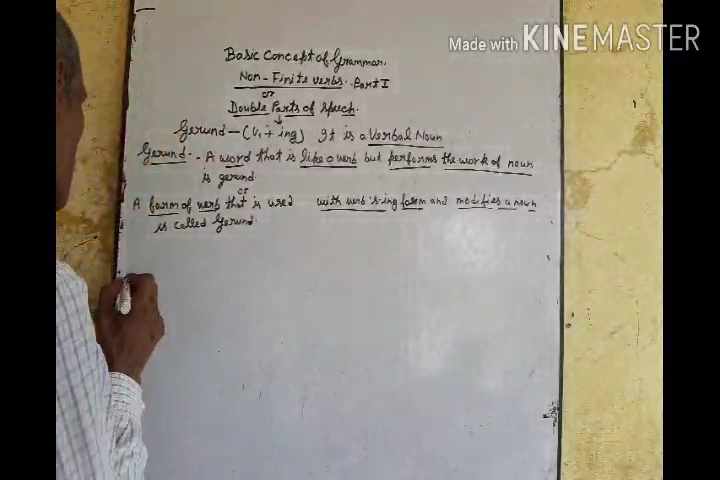 Made with KINEMASTER
Basic Concept of Grammar.
Non-Finite verbs. Part I
or
Double Parts of speech.
Gerund - (V1 + ing) It is a Verbal Noun
Gerund - A word that is like a verb but performs the work of noun
is gerund.
or
A form of verb that is used with verb's ing form and modifies a noun
is called Gerund.